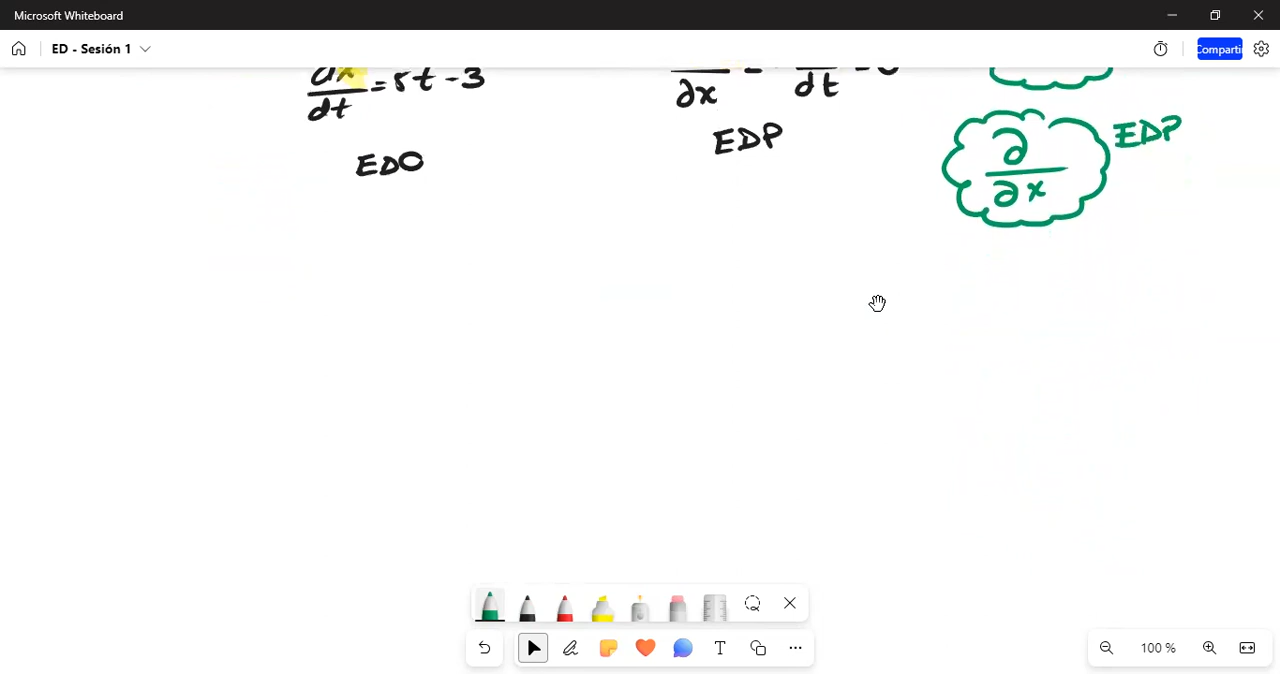 Microsoft Whiteboard
ED - Sesión 1
Comparti
dx/dt = 5t - 3
∂x
dt
EDO
EDP
∂/∂x
EDP
100 %